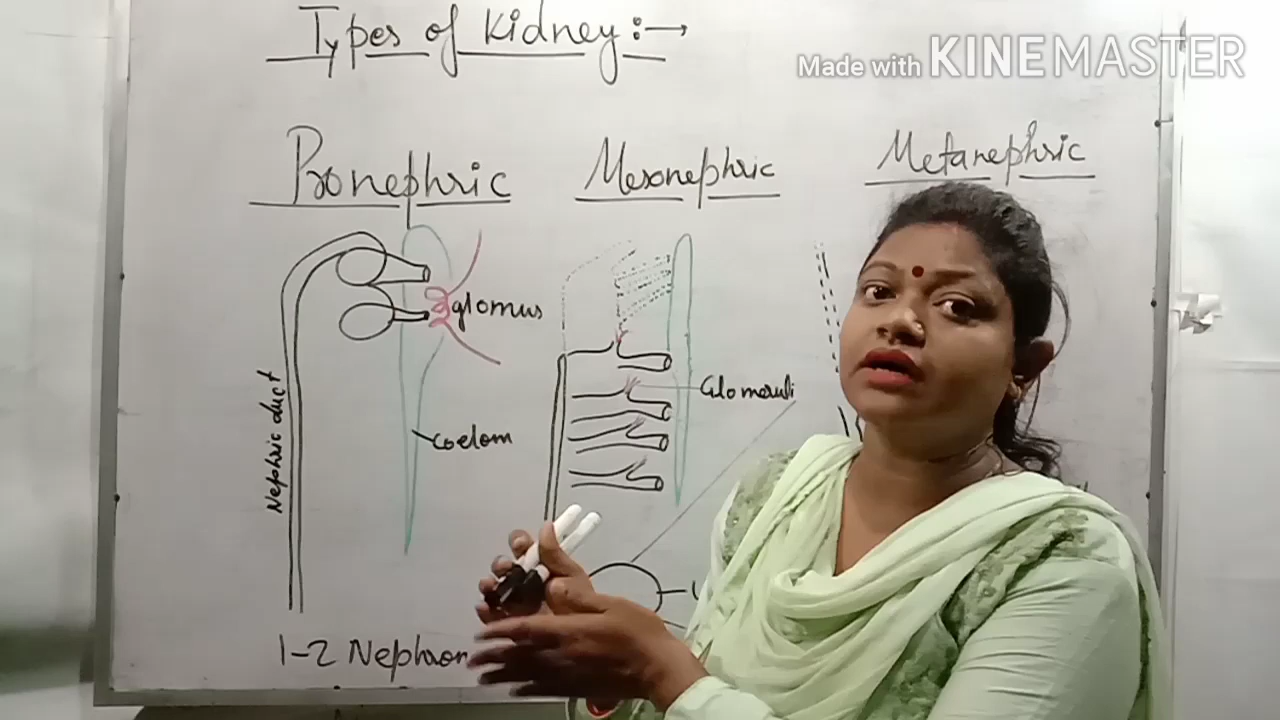 Types of Kidney :→
Made with KINEMASTER
Pronephric
Mesonephric
Metanephric
glomus
Glomeruli
Nephric duct
Coelom
1-2 Nephron